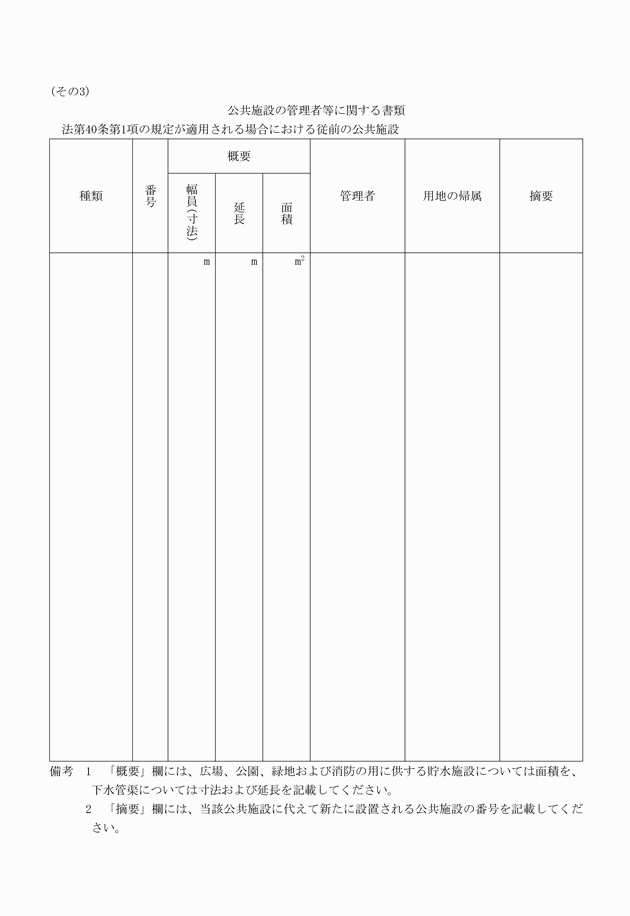 (その3)
公共施設の管理者等に関する書類
法第40条第1項の規定が適用される場合における従前の公共施設
種類
番号
概要
幅員(寸法)
延長
面積
管理者
用地の帰属
摘要
m
m
m²
備考 1 「概要」欄には、広場、公園、緑地および消防の用に供する貯水施設については面積を、
下水管渠については寸法および延長を記載してください。
2 「摘要」欄には、当該公共施設に代えて新たに設置される公共施設の番号を記載してくだ
さい。